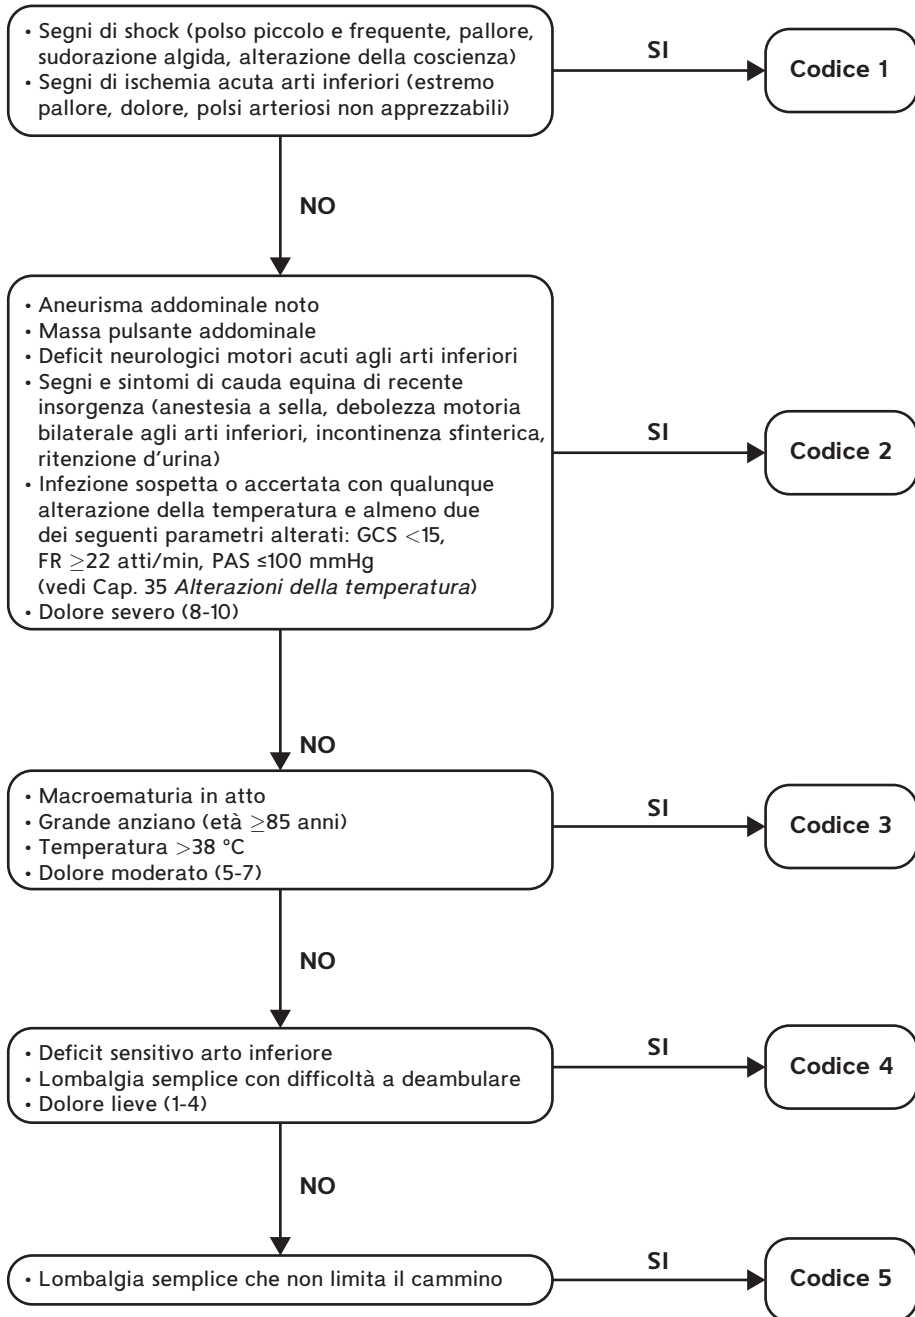 • Segni di shock (polso piccolo e frequente, pallore,
sudorazione algida, alterazione della coscienza)
• Segni di ischemia acuta arti inferiori (estremo
pallore, dolore, polsi arteriosi non apprezzabili)
SI
Codice 1
NO
• Aneurisma addominale noto
• Massa pulsante addominale
• Deficit neurologici motori acuti agli arti inferiori
• Segni e sintomi di cauda equina di recente
insorgenza (anestesia a sella, debolezza motoria
bilaterale agli arti inferiori, incontinenza sfinterica,
ritenzione d'urina)
• Infezione sospetta o accertata con qualunque
alterazione della temperatura e almeno due
dei seguenti parametri alterati: GCS <15,
FR ≥22 atti/min, PAS ≤100 mmHg
(vedi Cap. 35 Alterazioni della temperatura)
• Dolore severo (8-10)
SI
Codice 2
NO
• Macroematuria in atto
• Grande anziano (età ≥85 anni)
• Temperatura >38 °C
• Dolore moderato (5-7)
SI
Codice 3
NO
• Deficit sensitivo arto inferiore
• Lombalgia semplice con difficoltà a deambulare
• Dolore lieve (1-4)
SI
Codice 4
NO
• Lombalgia semplice che non limita il cammino
SI
Codice 5